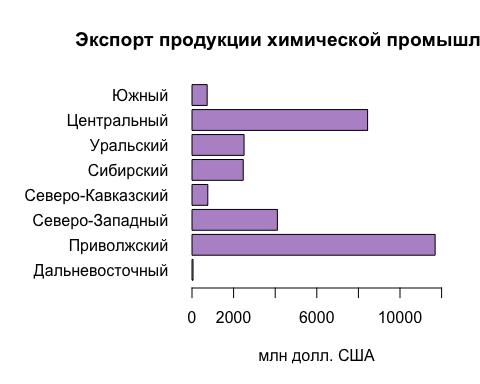 Экспорт продукции химической промышл
Южный
Центральный
Уральский
Сибирский
Северо-Кавказский
Северо-Западный
Приволжский
Дальневосточный
0 2000 6000 10000
млн долл. США